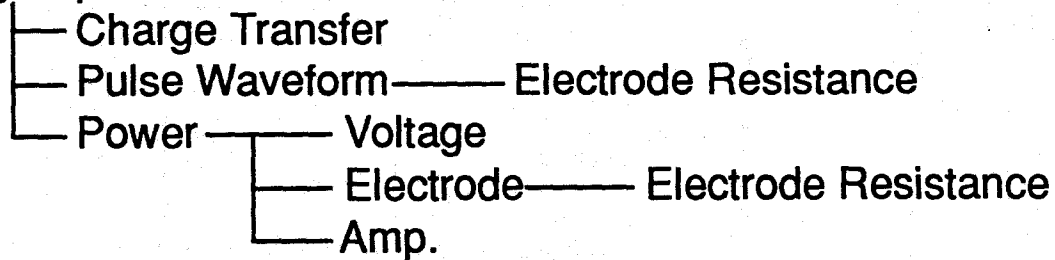 Charge Transfer
Pulse Waveform Electrode Resistance
Power Voltage
Electrode Electrode Resistance
Amp.